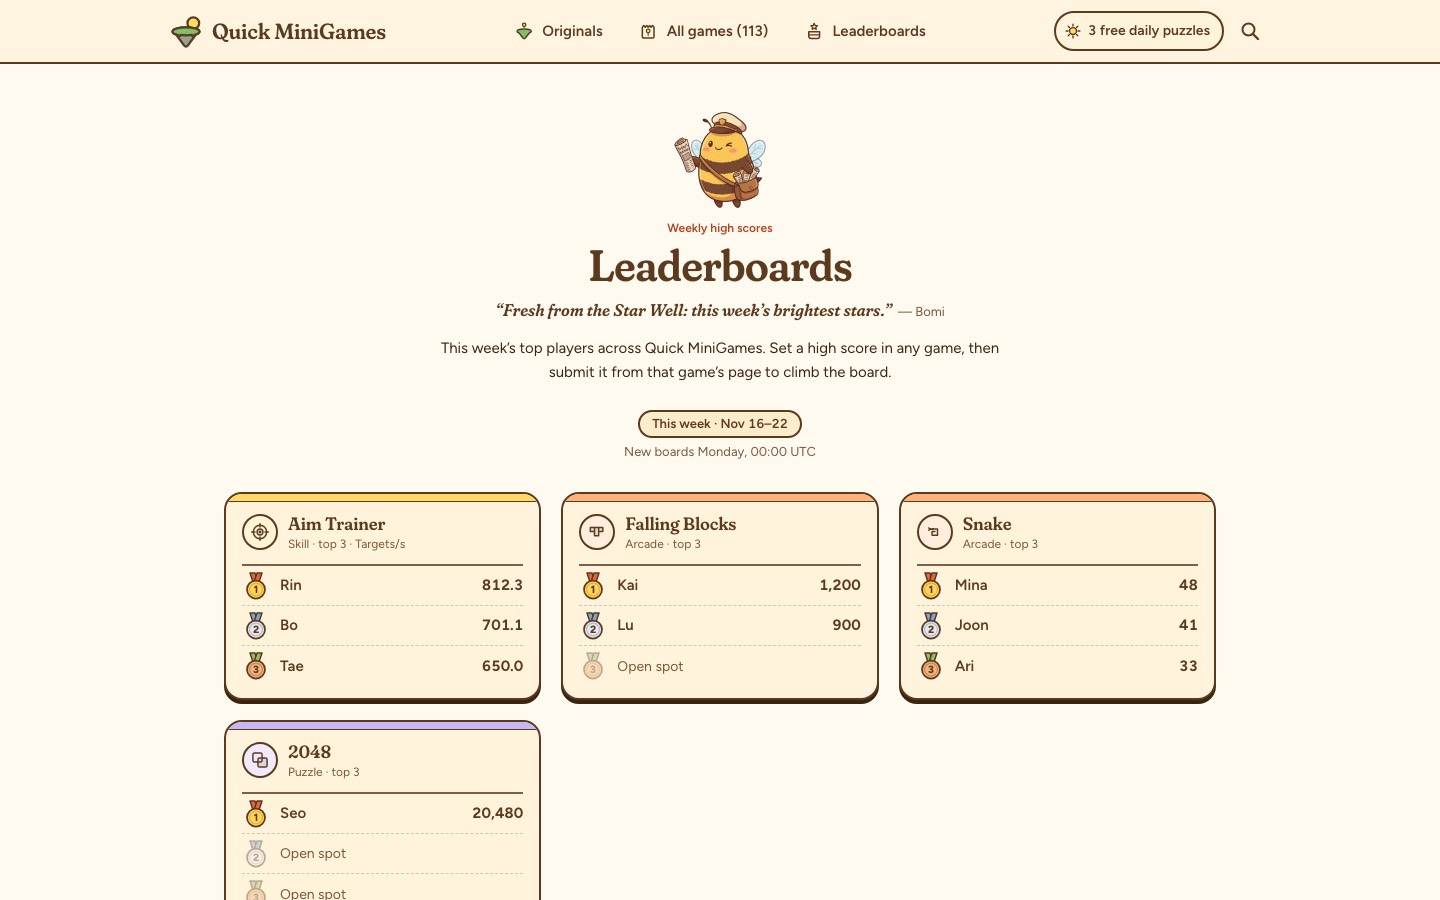 Quick MiniGames
Originals
All games (113)
Leaderboards
3 free daily puzzles
Weekly high scores
Leaderboards
“Fresh from the Star Well: this week’s brightest stars.” — Bomi
This week’s top players across Quick MiniGames. Set a high score in any game, then
submit it from that game’s page to climb the board.
This week · Nov 16–22
New boards Monday, 00:00 UTC
Aim Trainer
Skill · top 3 · Targets/s
1 Rin 812.3
2 Bo 701.1
3 Tae 650.0
Falling Blocks
Arcade · top 3
1 Kai 1,200
2 Lu 900
3 Open spot
Snake
Arcade · top 3
1 Mina 48
2 Joon 41
3 Ari 33
2048
Puzzle · top 3
1 Seo 20,480
2 Open spot
3 Open spot